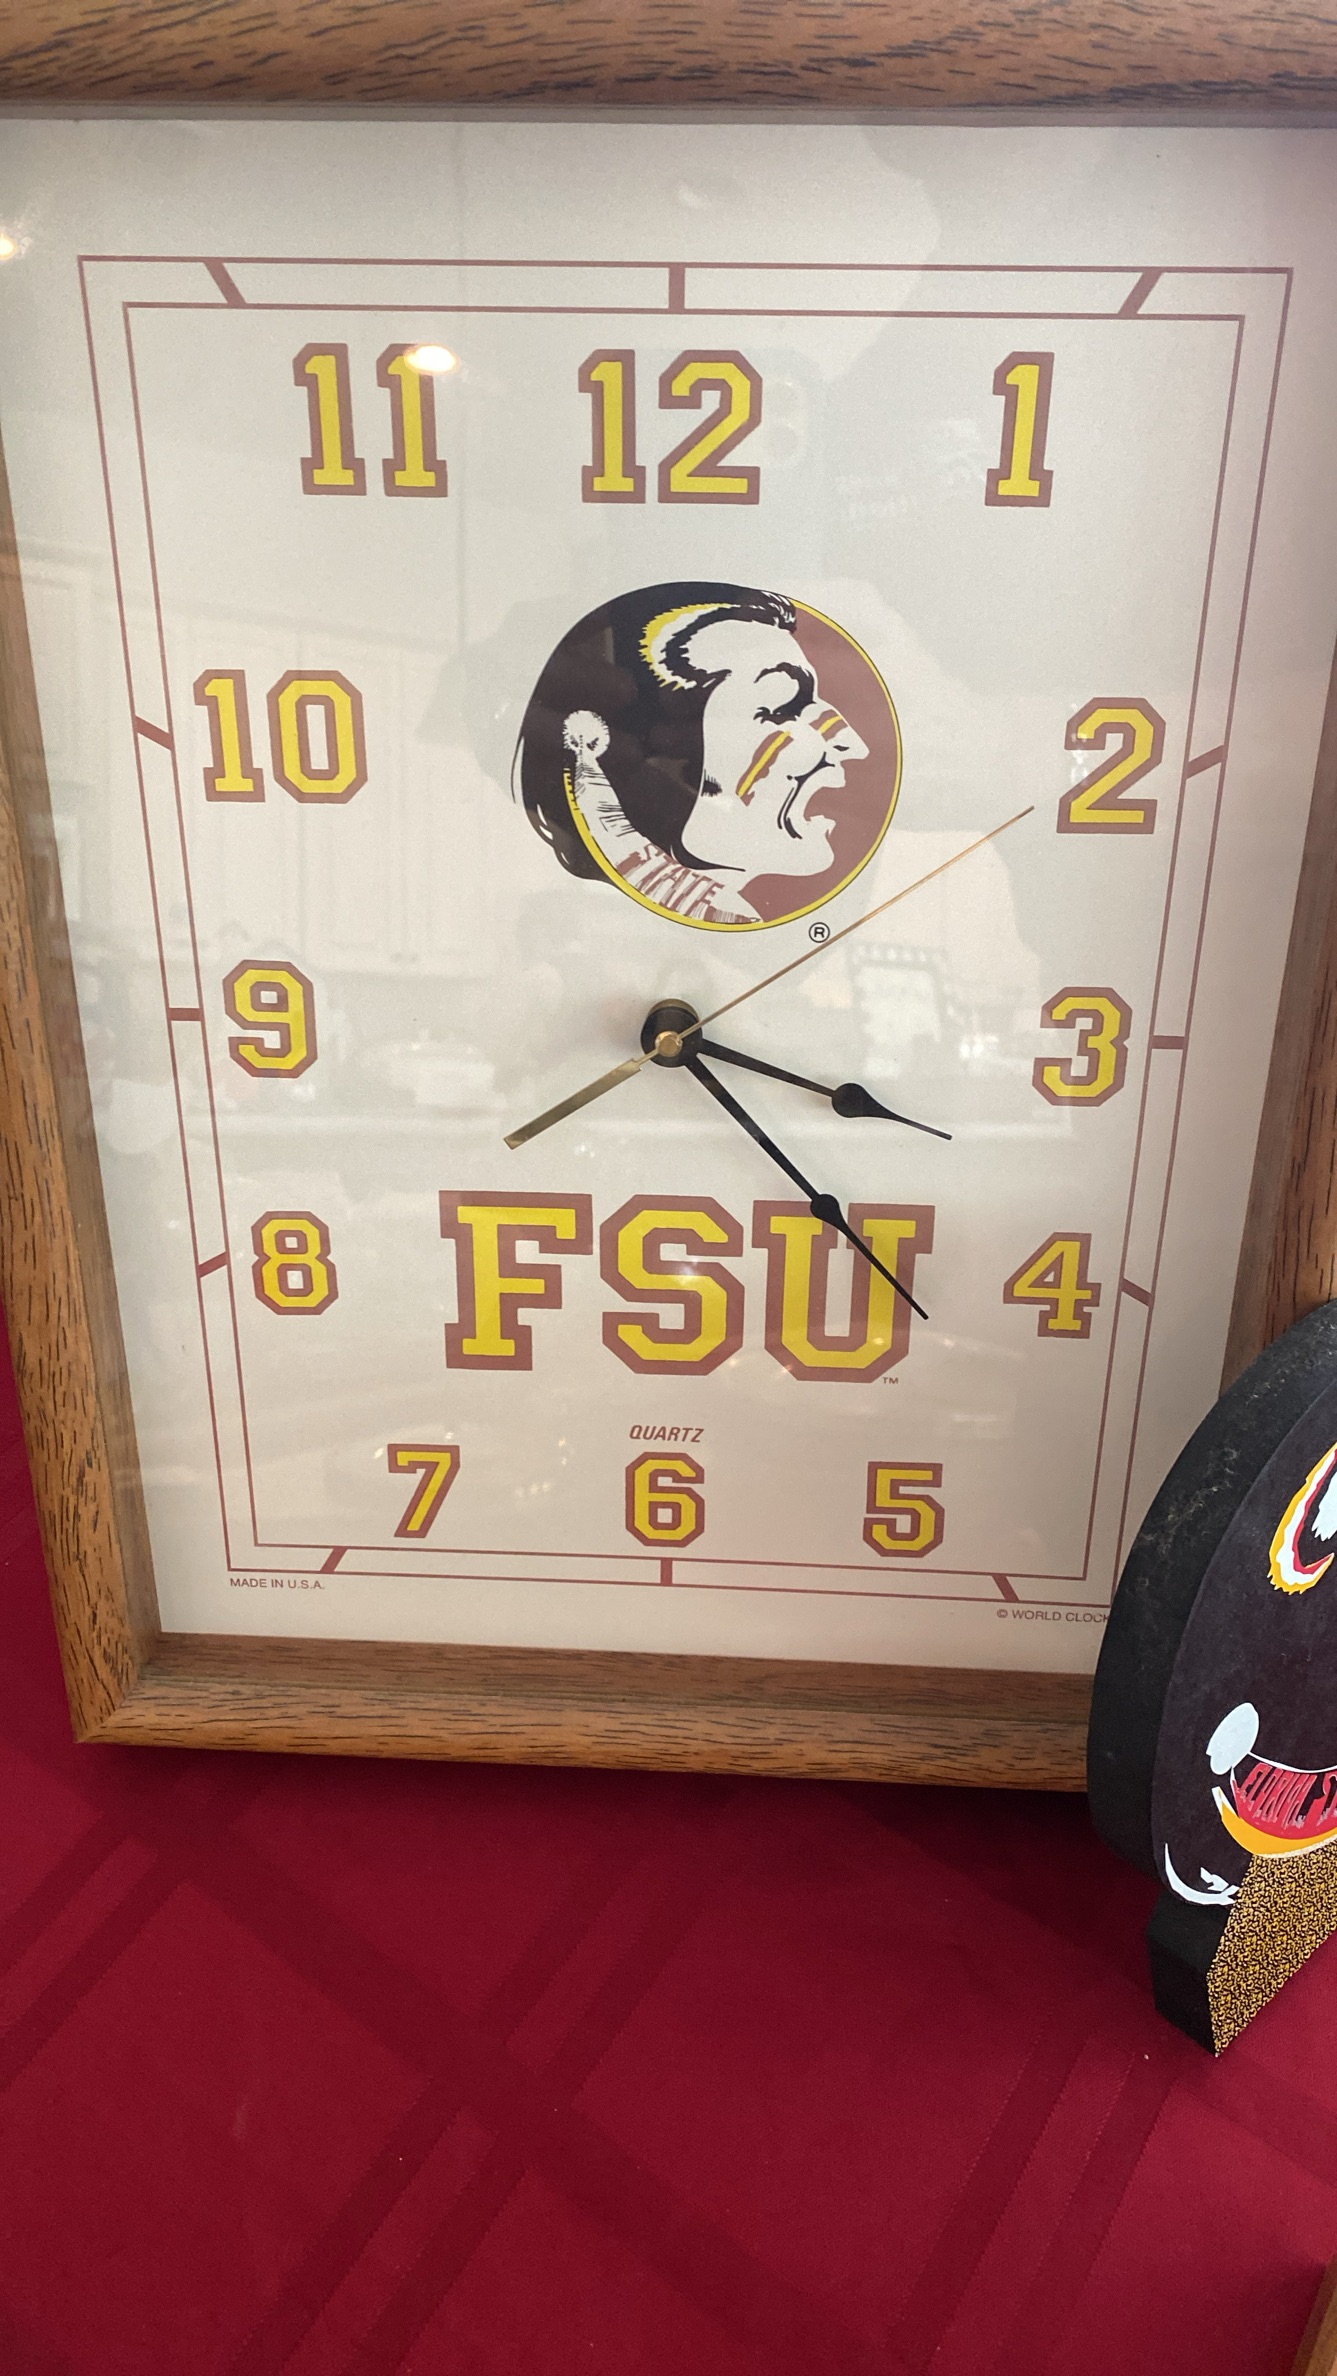 11 12 1
10 2
STATE
®
9 3
8 FSU 4
TM
QUARTZ
7 6 5
MADE IN U.S.A.
© WORLD CLOCK
FLORIDA